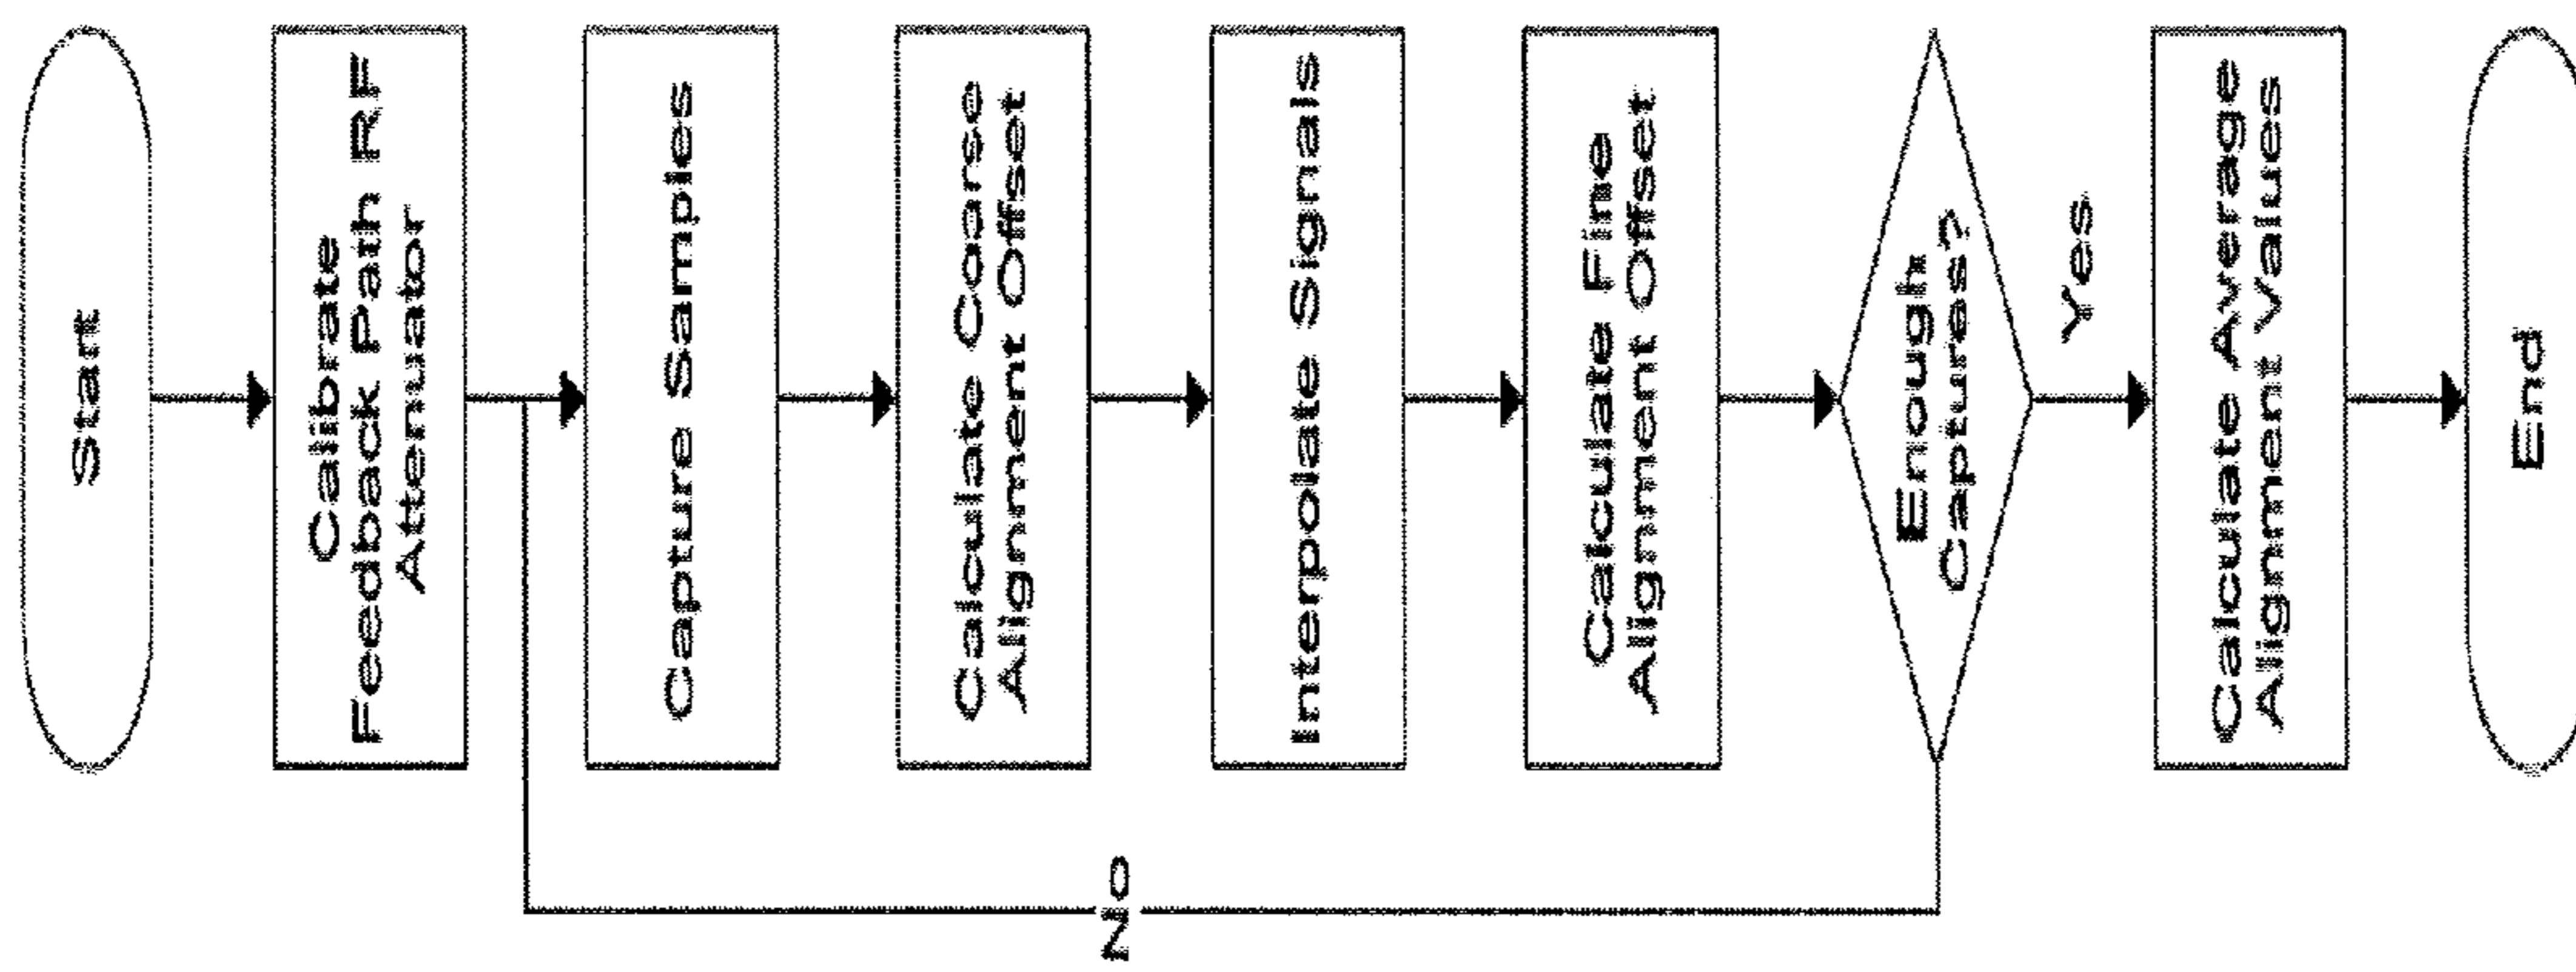 Start
Calibrate
Feedback Path RF
Attenuator
Capture Samples
Calculate Coarse
Alignment Offset
Interpolate Signals
Calculate Fine
Alignment Offset
Enough
Captures?
Yes
No
Calculate Average
Alignment Values
End